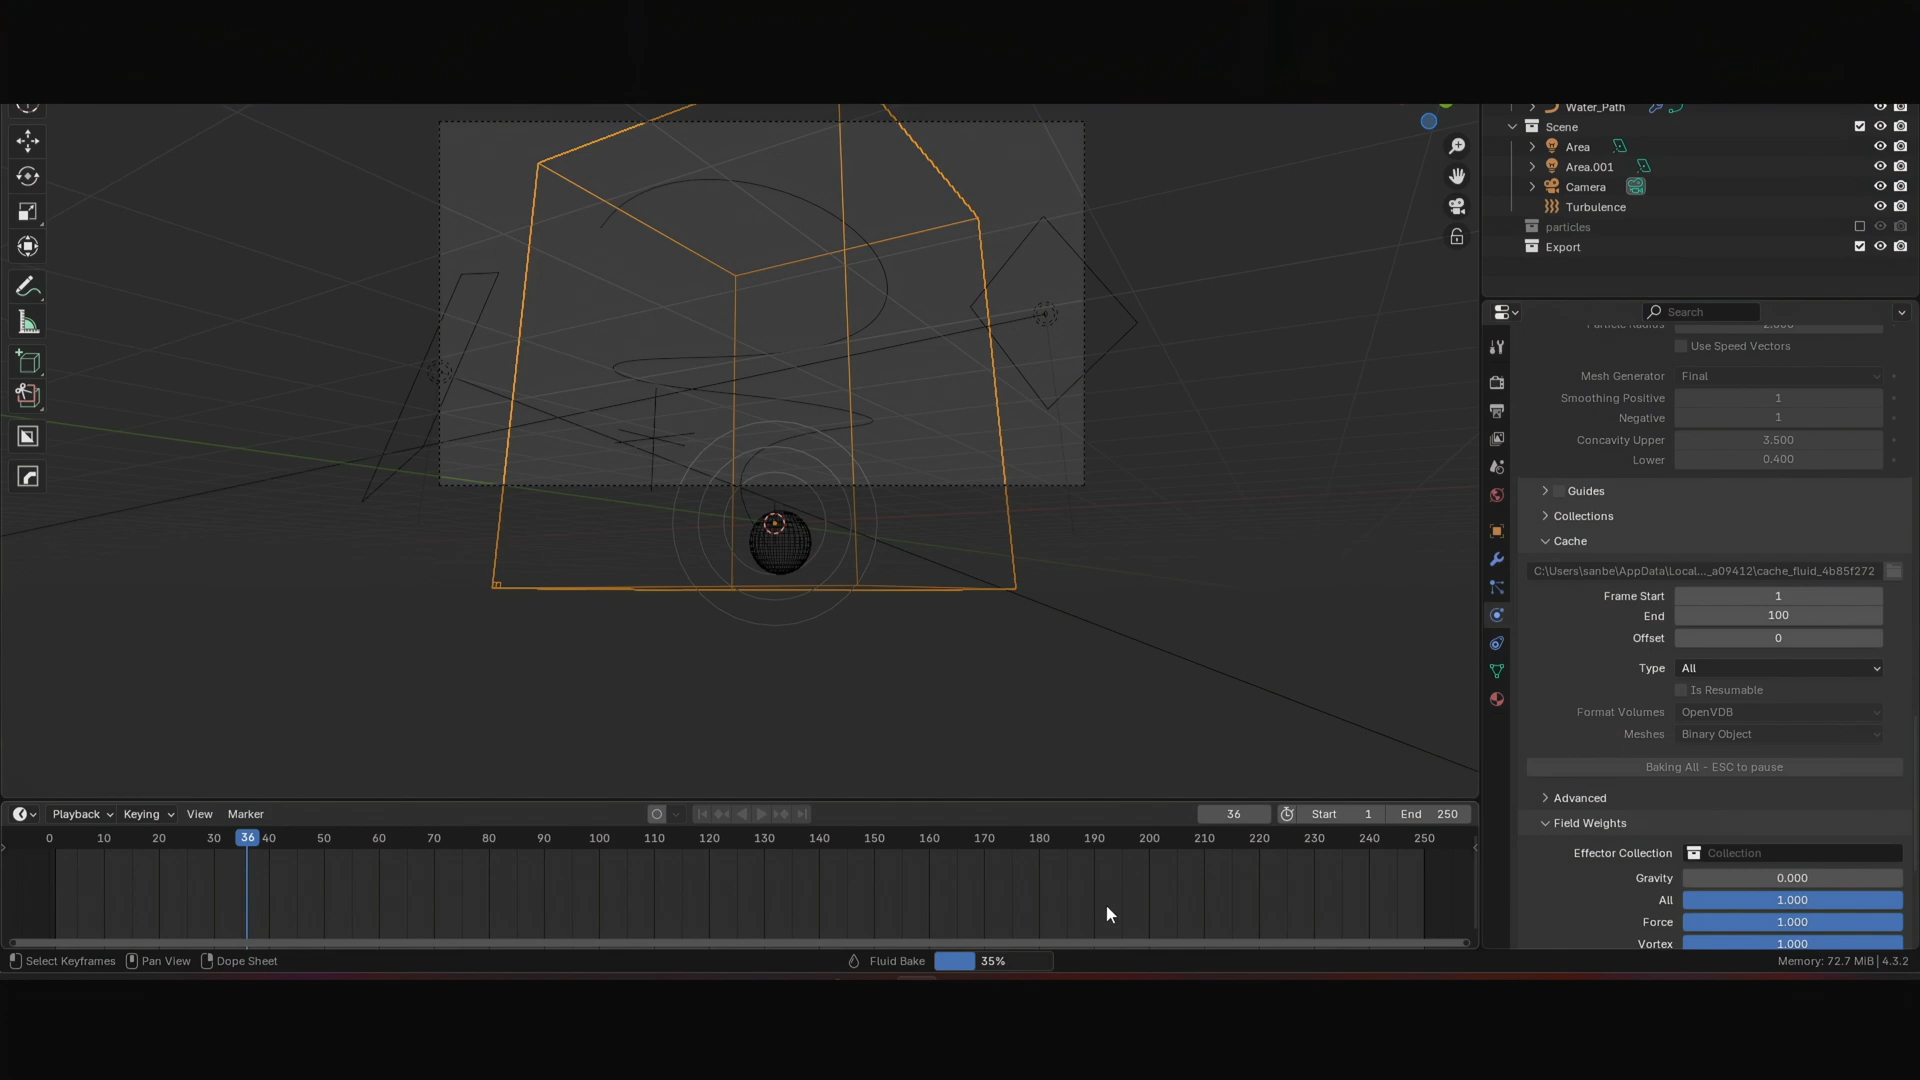 Water_Path
Scene
Area
Area.001
Camera
Turbulence
particles
Export
Search
Particle Radius 2.000
Use Speed Vectors
Mesh Generator Final
Smoothing Positive 1
Negative 1
Concavity Upper 3.500
Lower 0.400
Guides
Collections
Cache
C:\Users\sanbe\AppData\Local..._a09412\cache_fluid_4b85f272
Frame Start 1
End 100
Offset 0
Type All
Is Resumable
Format Volumes OpenVDB
Meshes Binary Object
Baking All - ESC to pause
Advanced
Field Weights
Effector Collection Collection
Gravity 0.000
All 1.000
Force 1.000
Vortex 1.000
Playback Keying View Marker 36 Start 1 End 250
0 10 20 30 36 40 50 60 70 80 90 100 110 120 130 140 150 160 170 180 190 200 210 220 230 240 250
Select Keyframes Pan View Dope Sheet Fluid Bake 35% Memory: 72.7 MiB | 4.3.2